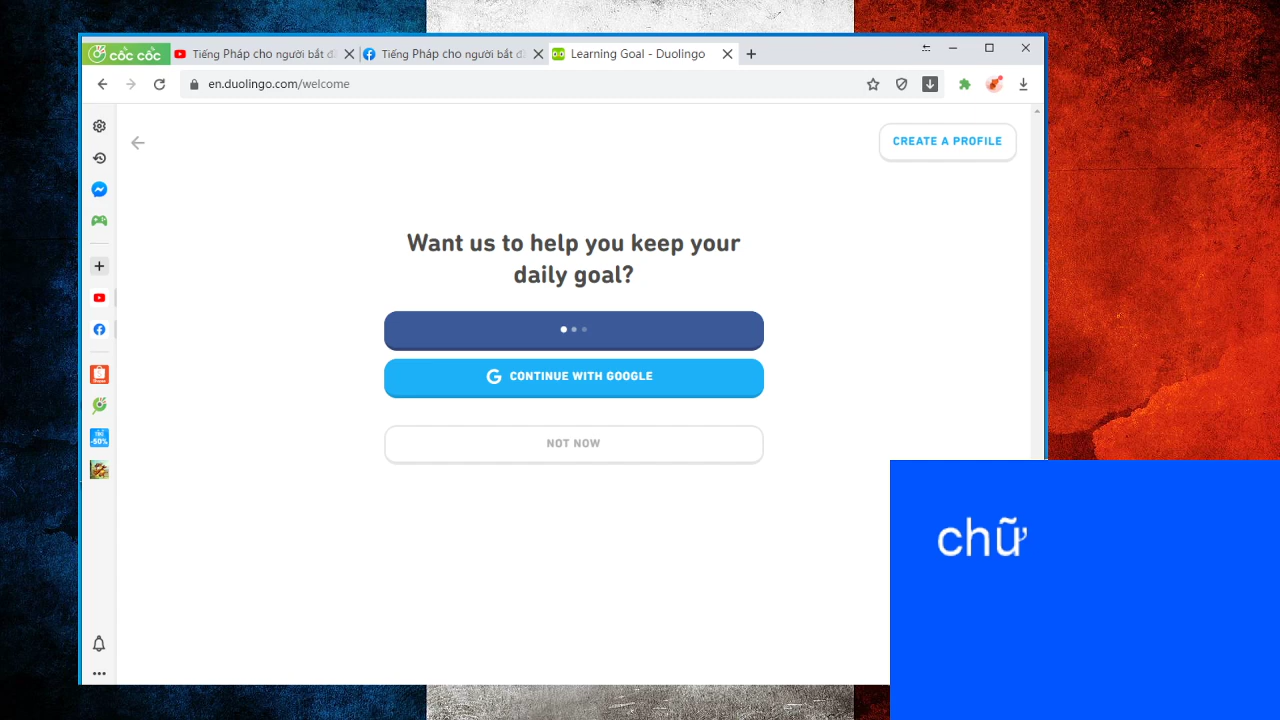 cốc cốc
Tiếng Pháp cho người bắt đ
Tiếng Pháp cho người bắt đ
Learning Goal - Duolingo
en.duolingo.com/welcome
CREATE A PROFILE
Want us to help you keep your
daily goal?
CONTINUE WITH GOOGLE
NOT NOW
-50%
chữ